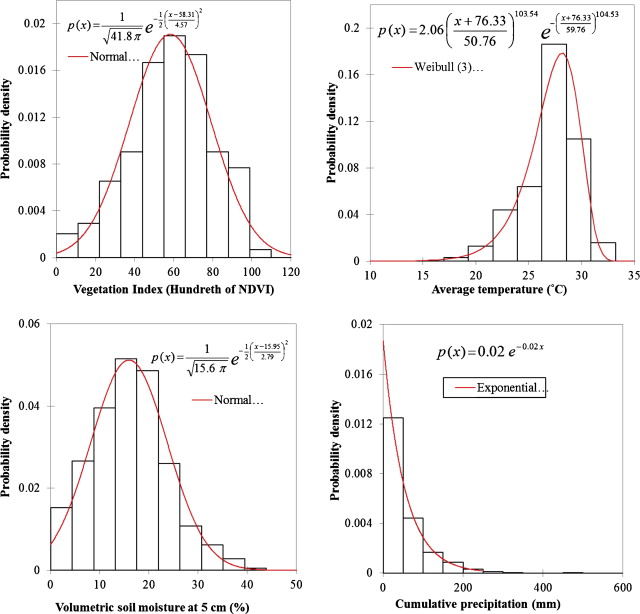 p(x) = 1/√41.8π e^-1/2((x−58.31)/4.57)^2
Normal…
0.02
0.016
0.012
0.008
0.004
0
0 20 40 60 80 100 120
Probability density
Vegetation Index (Hundreth of NDVI)
p(x) = 2.06((x+76.33)/50.76)^103.54 e^-((x+76.33)/59.76)^104.53
Weibull (3)…
0.2
0.16
0.12
0.08
0.04
0
10 15 20 25 30 35
Probability density
Average temperature (˚C)
p(x) = 1/√15.6 π e^-1/2((x−15.95)/2.79)^2
Normal…
0.06
0.04
0.02
0.00
0 10 20 30 40 50
Probability density
Volumetric soil moisture at 5 cm (%)
p(x) = 0.02 e^-0.02x
Exponential…
0.02
0.016
0.012
0.008
0.004
0
0 200 400 600
Probability density
Cumulative precipitation (mm)